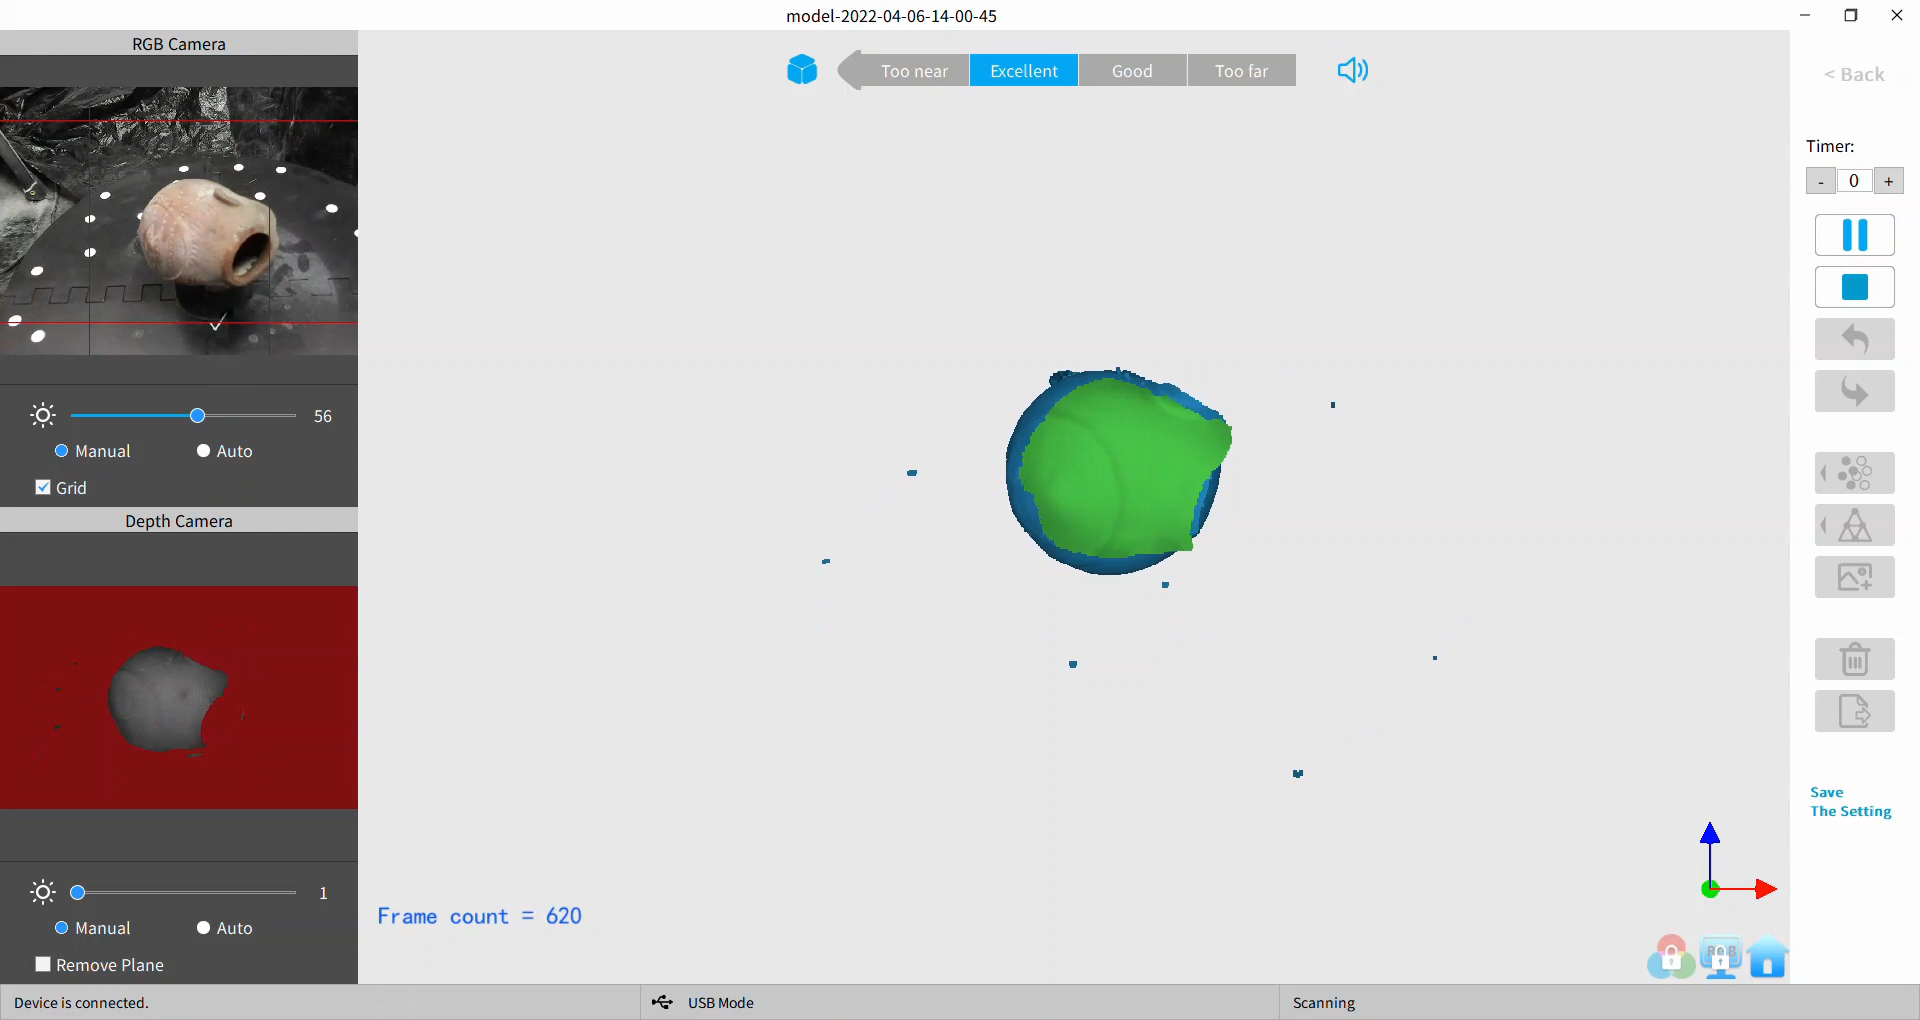 model-2022-04-06-14-00-45
RGB Camera
Too near
Excellent
Good
Too far
< Back
Timer:
- 0 +
56
Manual
Auto
Grid
Depth Camera
Save
The Setting
1
Manual
Auto
Remove Plane
Frame count = 620
RGB
Device is connected.
USB Mode
Scanning